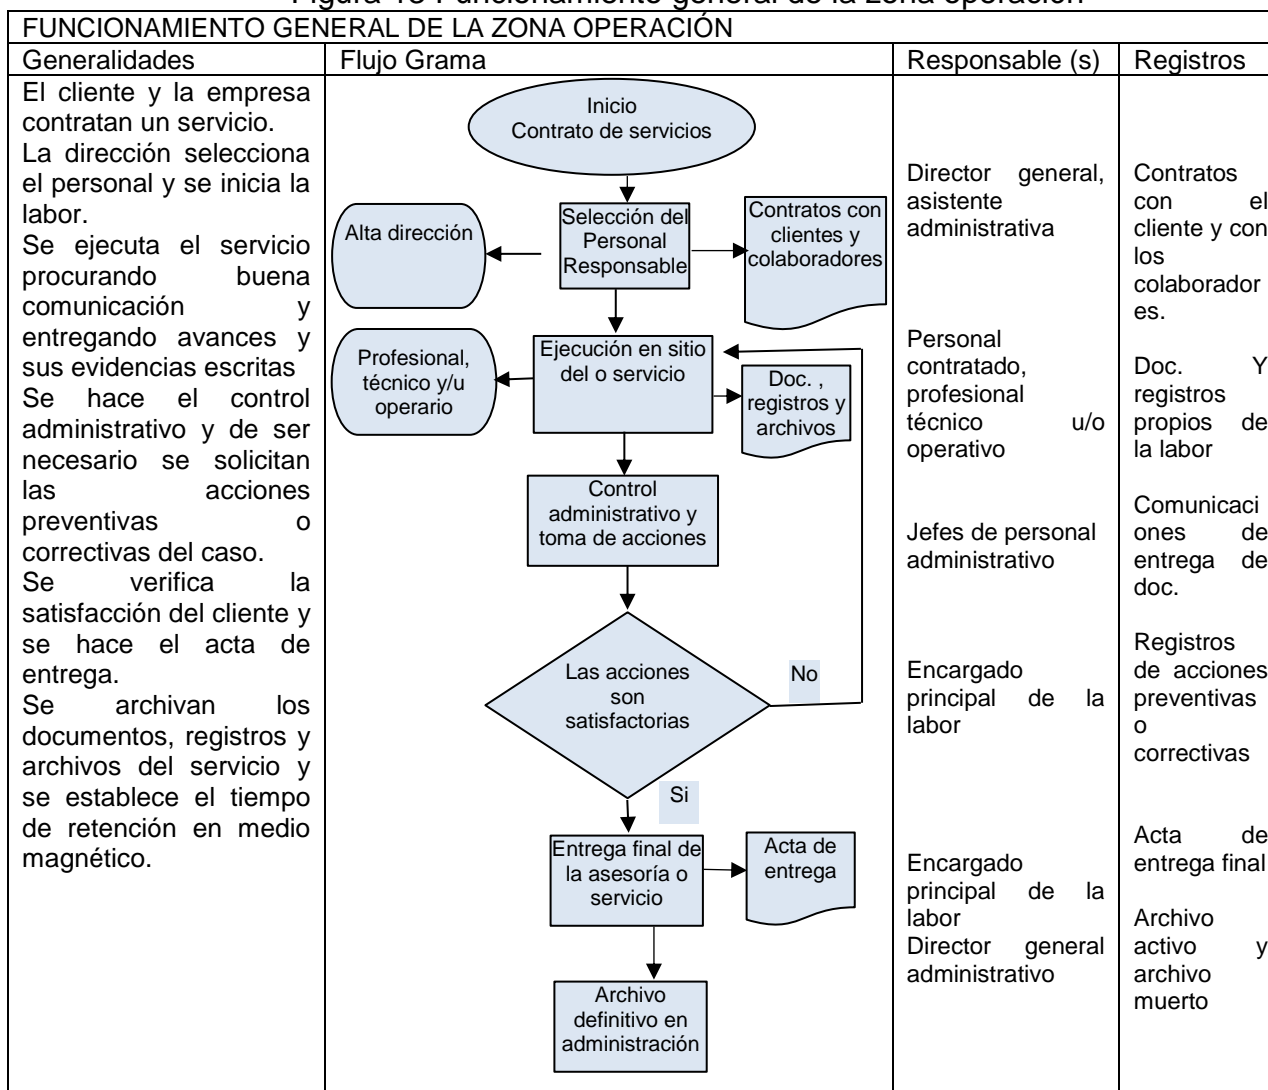 FUNCIONAMIENTO GENERAL DE LA ZONA OPERACIÓN
Generalidades
Flujo Grama
Responsable (s)
Registros
El cliente y la empresa
contratan un servicio.
La dirección selecciona
el personal y se inicia la
labor.
Se ejecuta el servicio
procurando buena
comunicación y
entregando avances y
sus evidencias escritas
Se hace el control
administrativo y de ser
necesario se solicitan
las acciones
preventivas o
correctivas del caso.
Se verifica la
satisfacción del cliente y
se hace el acta de
entrega.
Se archivan los
documentos, registros y
archivos del servicio y
se establece el tiempo
de retención en medio
magnético.
Inicio
Contrato de servicios
Alta dirección
Selección del
Personal
Responsable
Contratos con
clientes y
colaboradores
Profesional,
técnico y/u
operario
Ejecución en sitio
del o servicio
Doc. ,
registros y
archivos
Control
administrativo y
toma de acciones
Las acciones
son
satisfactorias
No
Si
Entrega final de
la asesoría o
servicio
Acta de
entrega
Archivo
definitivo en
administración
Director general,
asistente
administrativa
Personal
contratado,
profesional
técnico u/o
operativo
Jefes de personal
administrativo
Encargado
principal de la
labor
Encargado
principal de la
labor
Director general
administrativo
Contratos
con el
cliente y con
los
colaborador
es.
Doc. Y
registros
propios de
la labor
Comunicaci
ones de
entrega de
doc.
Registros
de acciones
preventivas
o
correctivas
Acta de
entrega final
Archivo
activo y
archivo
muerto